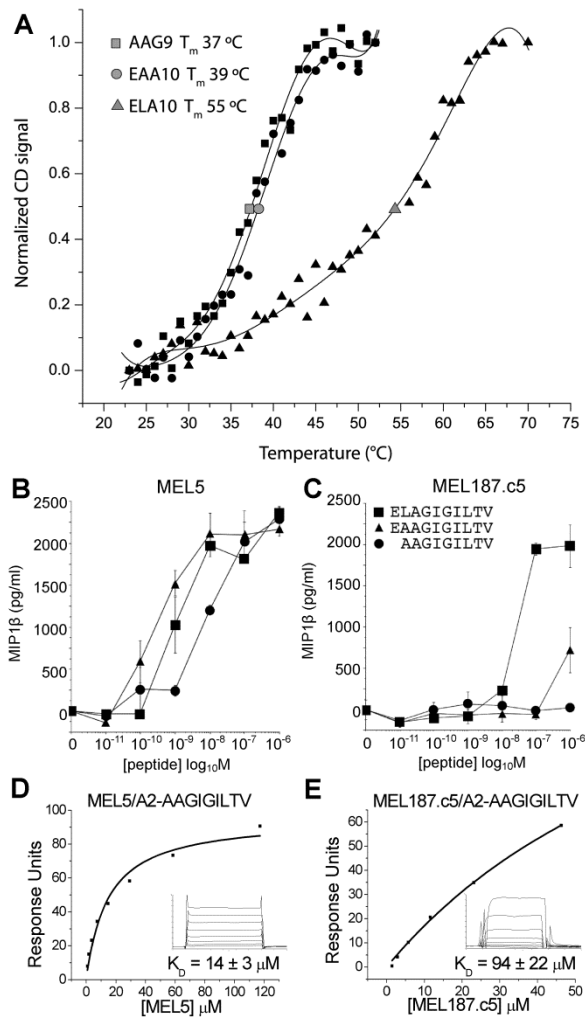 A
AAG9 Tm 37 ºC
EAA10 Tm 39 ºC
ELA10 Tm 55 ºC
Normalized CD signal
1.0
0.8
0.6
0.4
0.2
0.0
20 25 30 35 40 45 50 55 60 65 70 75
Temperature (°C)
B
MEL5
MIP1β (pg/ml)
2500
2000
1500
1000
500
0
0 10-11 10-10 10-9 10-8 10-7 10-6
[peptide] log10M
C
MEL187.c5
ELAGIGILTV
EAAGIGILTV
AAGIGILTV
MIP1β (pg/ml)
2500
2000
1500
1000
500
0
0 10-11 10-10 10-9 10-8 10-7 10-6
[peptide] log10M
D
MEL5/A2-AAGIGILTV
Response Units
100
80
60
40
20
0
KD = 14 ± 3 μM
0 20 40 60 80 100 120
[MEL5] μM
E
MEL187.c5/A2-AAGIGILTV
Response Units
60
50
40
30
20
10
0
KD = 94 ± 22 μM
0 10 20 30 40 50
[MEL187.c5] μM